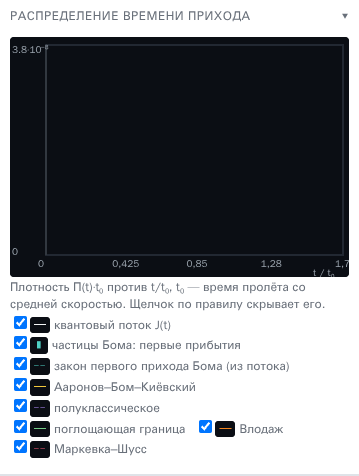 РАСПРЕДЕЛЕНИЕ ВРЕМЕНИ ПРИХОДА ▼
3.8·10⁻⁴
0
0 0,425 0,85 1,28 1,7
t / t₀
Плотность Π(t)·t₀ против t/t₀, t₀ — время пролёта со
средней скоростью. Щелчок по правилу скрывает его.
квантовый поток J(t)
частицы Бома: первые прибытия
закон первого прихода Бома (из потока)
Ааронов—Бом—Киёвский
полуклассическое
поглощающая граница Влодаж
Маркевка—Шусс